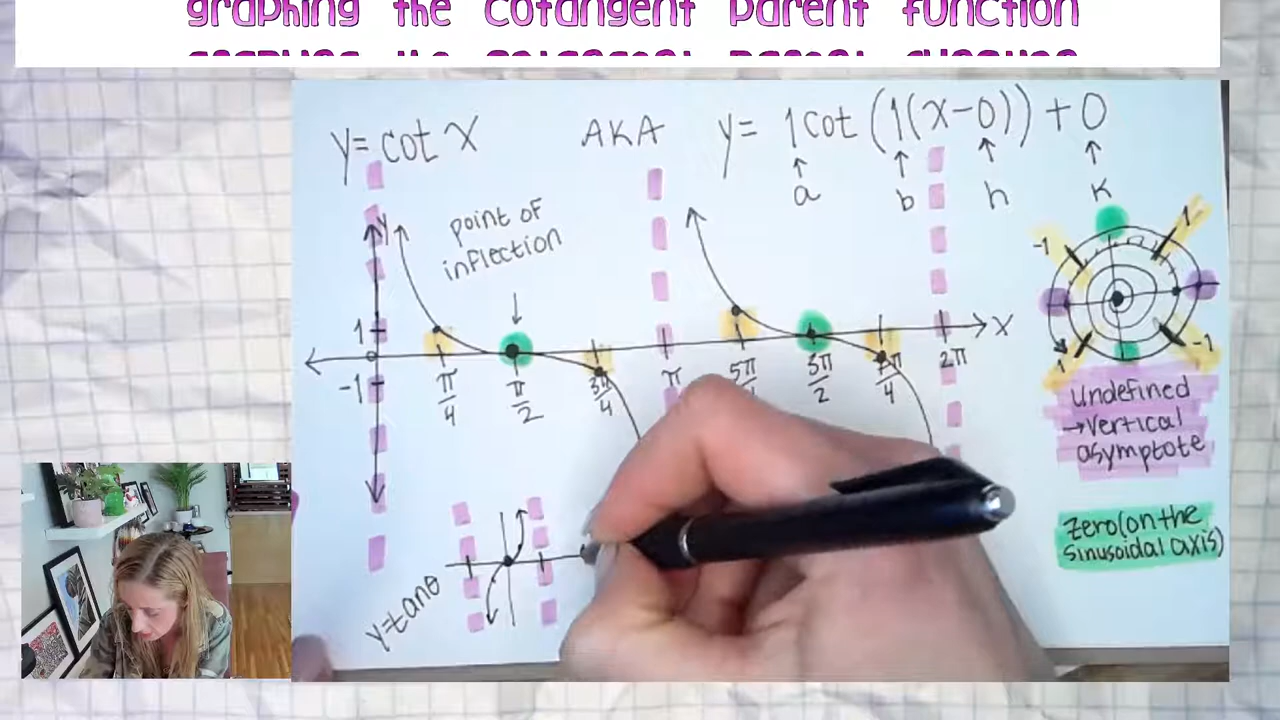 graphing the cotangent parent function
y= cot x AKA y= 1cot (1(x-0)) + 0
a b h k
y
point of
inflection
1
-1
x
π/4 π/2 3π/4 π 5π/4 3π/2 7π/4 2π
-1 1
-1
undefined
→vertical
asymptote
zero(on the
sinusoidal axis)
y=tanθ